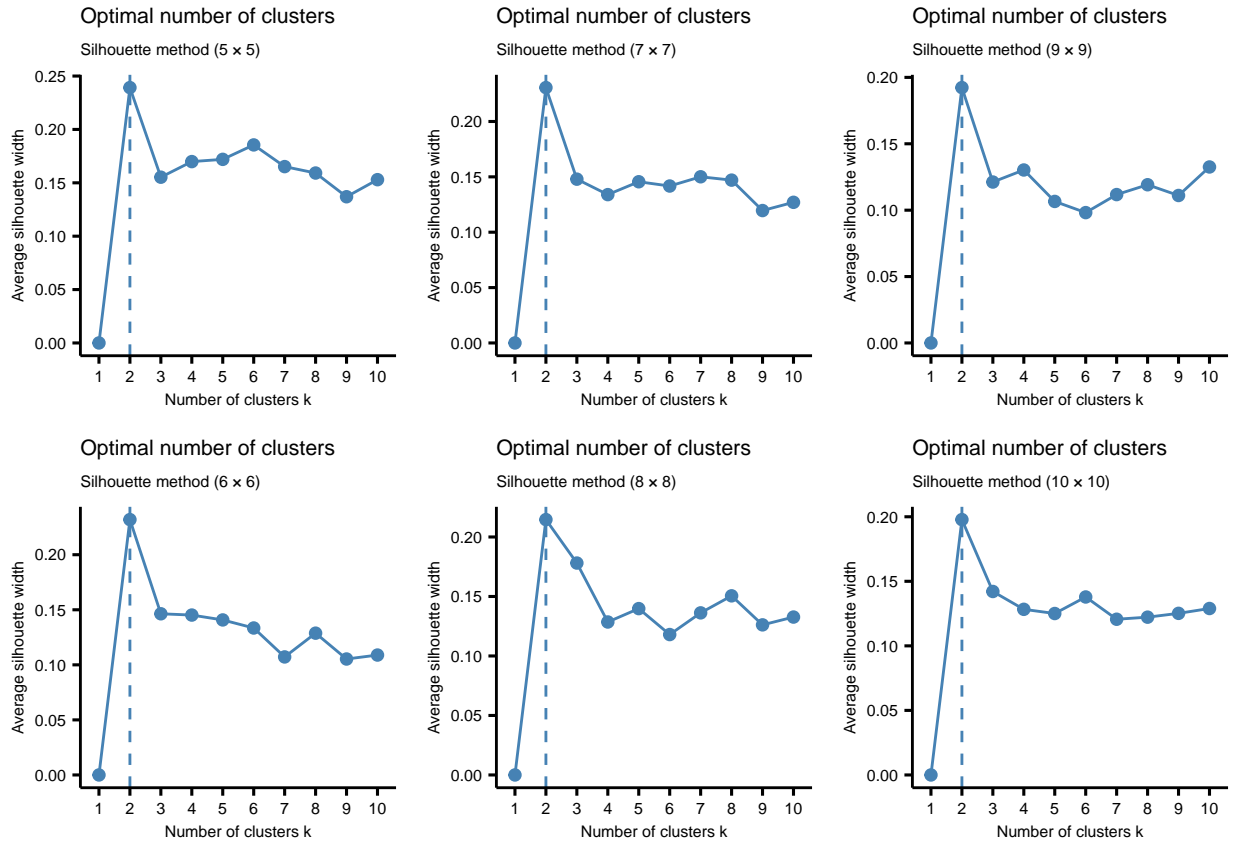 Optimal number of clusters
Silhouette method (5 × 5)
Average silhouette width
0.25
0.20
0.15
0.10
0.05
0.00
1 2 3 4 5 6 7 8 9 10
Number of clusters k
Optimal number of clusters
Silhouette method (7 × 7)
Average silhouette width
0.20
0.15
0.10
0.05
0.00
1 2 3 4 5 6 7 8 9 10
Number of clusters k
Optimal number of clusters
Silhouette method (9 × 9)
Average silhouette width
0.20
0.15
0.10
0.05
0.00
1 2 3 4 5 6 7 8 9 10
Number of clusters k
Optimal number of clusters
Silhouette method (6 × 6)
Average silhouette width
0.20
0.15
0.10
0.05
0.00
1 2 3 4 5 6 7 8 9 10
Number of clusters k
Optimal number of clusters
Silhouette method (8 × 8)
Average silhouette width
0.20
0.15
0.10
0.05
0.00
1 2 3 4 5 6 7 8 9 10
Number of clusters k
Optimal number of clusters
Silhouette method (10 × 10)
Average silhouette width
0.20
0.15
0.10
0.05
0.00
1 2 3 4 5 6 7 8 9 10
Number of clusters k